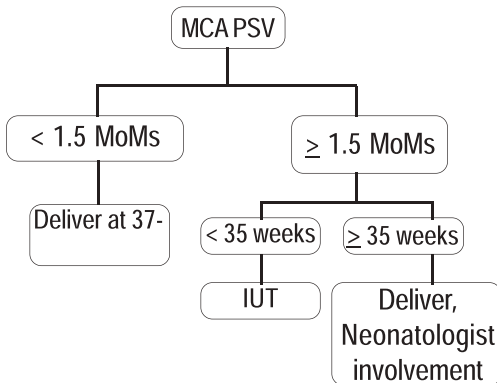 MCA PSV
< 1.5 MoMs
≥ 1.5 MoMs
Deliver at 37-
< 35 weeks
≥ 35 weeks
IUT
Deliver,
Neonatologist
involvement